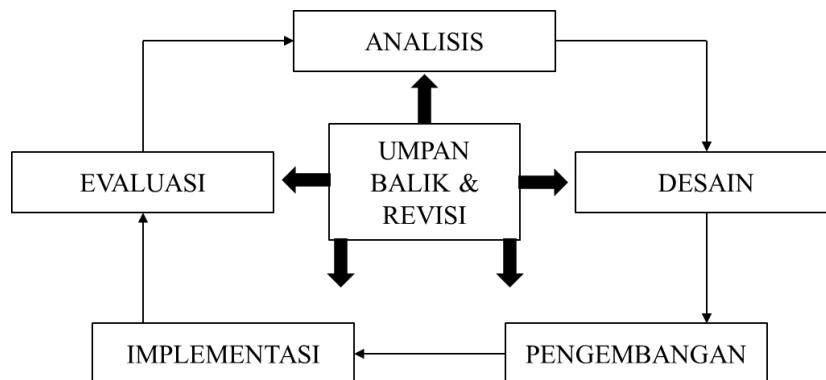 ANALISIS
UMPAN
BALIK &
REVISI
EVALUASI
DESAIN
IMPLEMENTASI
PENGEMBANGAN